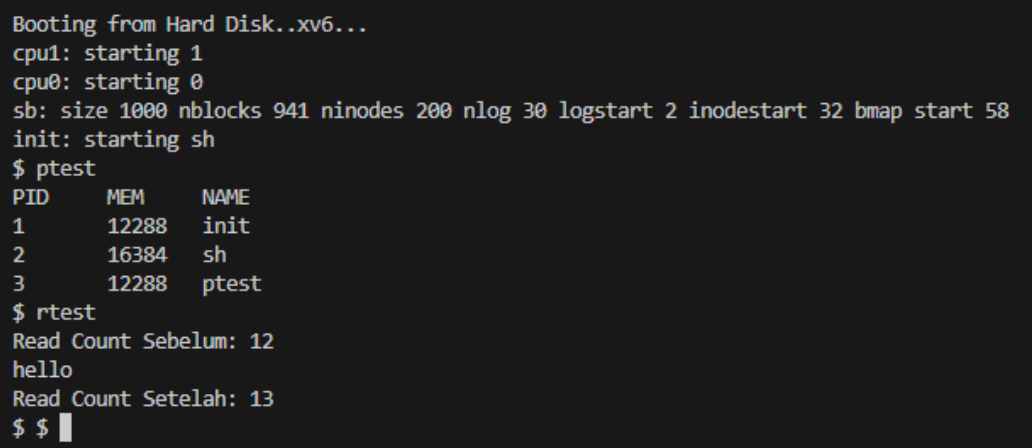 Booting from Hard Disk..xv6...
cpu1: starting 1
cpu0: starting 0
sb: size 1000 nblocks 941 ninodes 200 nlog 30 logstart 2 inodestart 32 bmap start 58
init: starting sh
$ ptest
PID     MEM     NAME
1       12288   init
2       16384   sh
3       12288   ptest
$ rtest
Read Count Sebelum: 12
hello
Read Count Setelah: 13
$ $